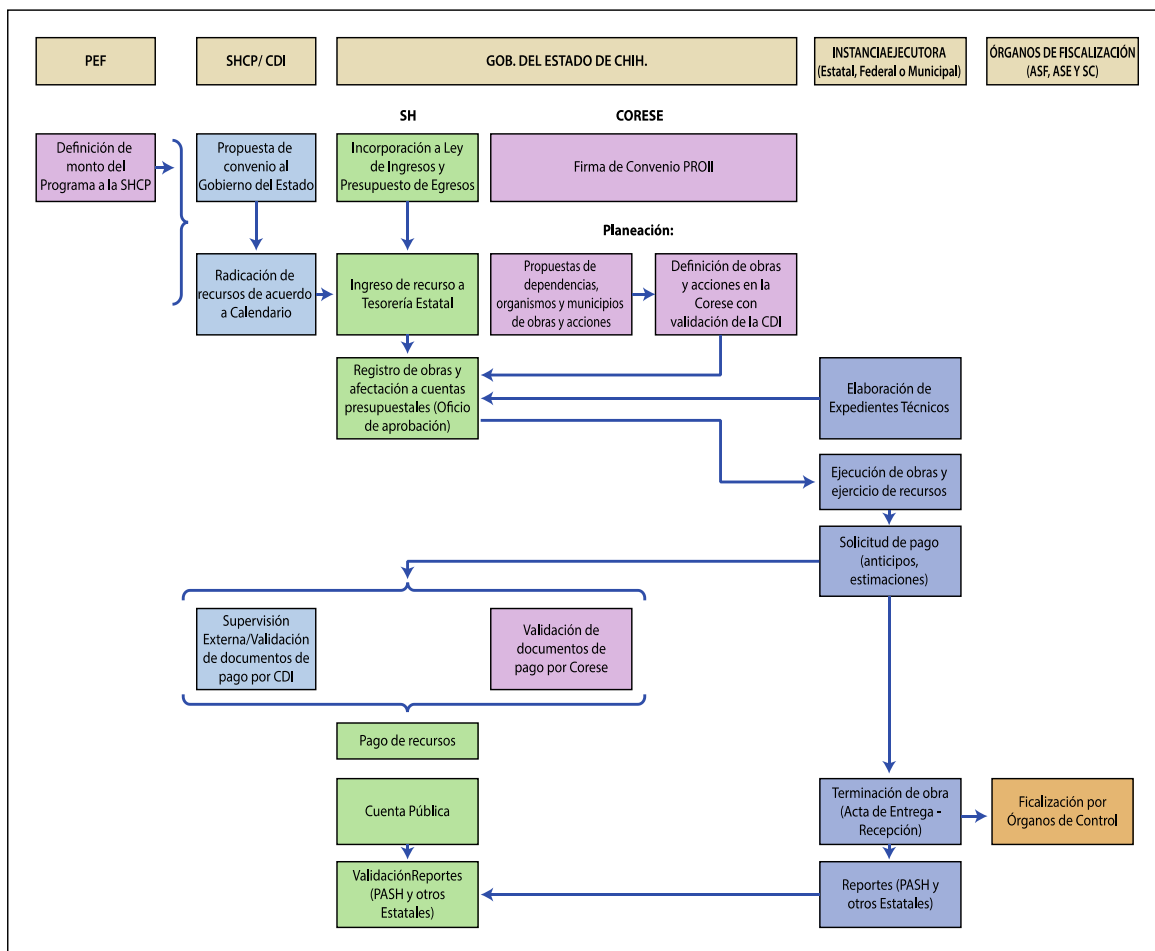 PEF
SHCP/ CDI
GOB. DEL ESTADO DE CHIH.
INSTANCIAEJECUTORA
(Estatal, Federal o Municipal)
ÓRGANOS DE FISCALIZACIÓN
(ASF, ASE Y SC)
SH
CORESE
Definición de
monto del
Programa a la SHCP
Propuesta de
convenio al
Gobierno del Estado
Incorporación a Ley
de Ingresos y
Presupuesto de Egresos
Firma de Convenio PROII
Planeación:
Radicación de
recursos de acuerdo
a Calendario
Ingreso de recurso a
Tesorería Estatal
Propuestas de
dependencias,
organismos y municipios
de obras y acciones
Definición de obras
y acciones en la
Corese con
validación de la CDI
Registro de obras y
afectación a cuentas
presupuestales (Oficio
de aprobación)
Elaboración de
Expedientes Técnicos
Ejecución de obras y
ejercicio de recursos
Solicitud de pago
(anticipos,
estimaciones)
Supervisión
Externa/Validación
de documentos de
pago por CDI
Validación de
documentos de
pago por Corese
Pago de recursos
Cuenta Pública
Terminación de obra
(Acta de Entrega -
Recepción)
Ficalización por
Órganos de Control
ValidaciónReportes
(PASH y otros
Estatales)
Reportes (PASH y
otros Estatales)